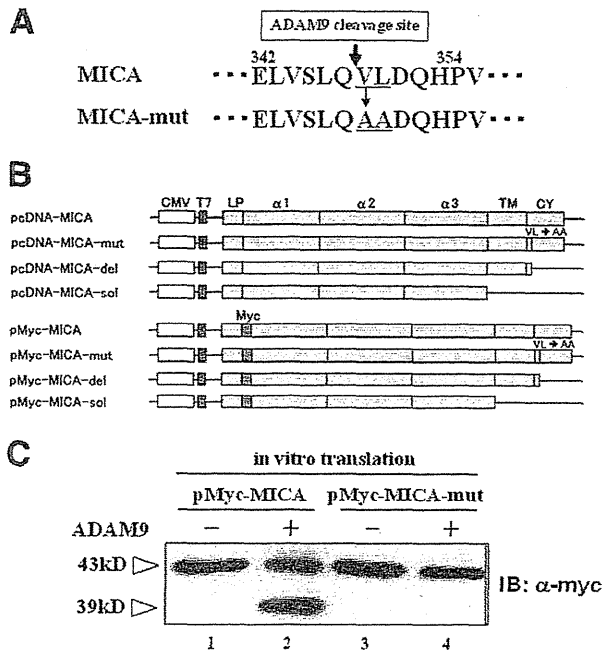 A
ADAM9 cleavage site
342 354
MICA ••• ELVSLQVLDQHPV •••
MICA-mut ••• ELVSLQAADQHPV •••
B
CMV T7 LP α1 α2 α3 TM CY
pcDNA-MICA
VL → AA
pcDNA-MICA-mut
pcDNA-MICA-del
pcDNA-MICA-sol
Myc
pMyc-MICA
VL → AA
pMyc-MICA-mut
pMyc-MICA-del
pMyc-MICA-sol
C
in vitro translation
pMyc-MICA pMyc-MICA-mut
ADAM9 − + − +
43kD
39kD
IB: α-myc
1 2 3 4